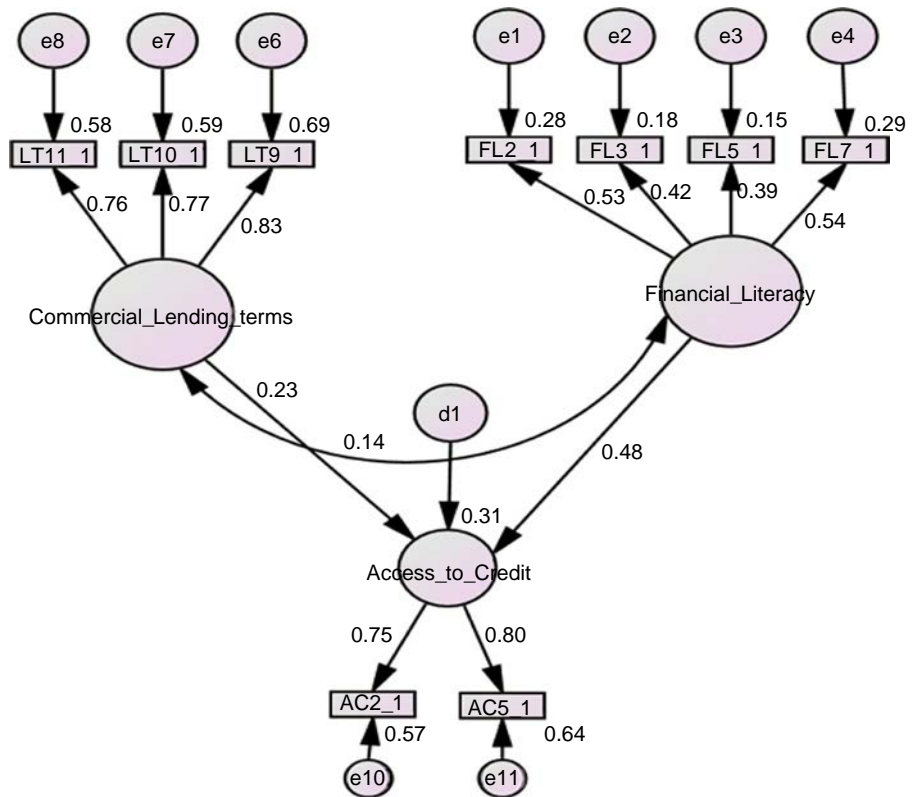 e8 e7 e6 e1 e2 e3 e4
0.58 0.59 0.69 0.28 0.18 0.15 0.29
LT11_1 LT10_1 LT9_1 FL2_1 FL3_1 FL5_1 FL7_1
0.76 0.77 0.83 0.53 0.42 0.39 0.54
Commercial_Lending_terms Financial_Literacy
0.23
d1
0.14 0.48
0.31
Access_to_Credit
0.75 0.80
AC2_1 AC5_1
0.57 0.64
e10 e11